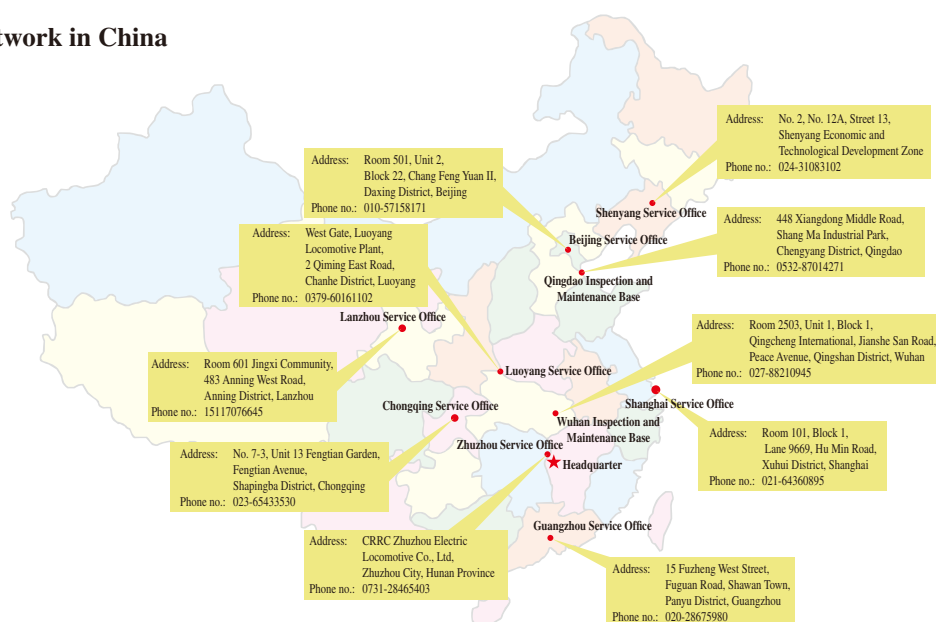 twork in China
Address: No. 2, No. 12A, Street 13,
Shenyang Economic and
Technological Development Zone
Phone no.: 024-31083102
Address: Room 501, Unit 2,
Block 22, Chang Feng Yuan II,
Daxing District, Beijing
Phone no.: 010-57158171
Shenyang Service Office
Address: 448 Xiangdong Middle Road,
Shang Ma Industrial Park,
Chengyang District, Qingdao
Phone no.: 0532-87014271
Address: West Gate, Luoyang
Locomotive Plant,
2 Qiming East Road,
Chanhe District, Luoyang
Phone no.: 0379-60161102
Beijing Service Office
Qingdao Inspection and
Maintenance Base
Lanzhou Service Office
Address: Room 2503, Unit 1, Block 1,
Qingcheng International, Jianshe San Road,
Peace Avenue, Qingshan District, Wuhan
Phone no.: 027-88210945
Address: Room 601 Jingxi Community,
483 Anning West Road,
Anning District, Lanzhou
Phone no.: 15117076645
Luoyang Service Office
Chongqing Service Office
Shanghai Service Office
Wuhan Inspection and
Maintenance Base
Address: Room 101, Block 1,
Lane 9669, Hu Min Road,
Xuhui District, Shanghai
Phone no.: 021-64360895
Zhuzhou Service Office
Headquarter
Address: No. 7-3, Unit 13 Fengtian Garden,
Fengtian Avenue,
Shapingba District, Chongqing
Phone no.: 023-65433530
Guangzhou Service Office
Address: CRRC Zhuzhou Electric
Locomotive Co., Ltd,
Zhuzhou City, Hunan Province
Phone no.: 0731-28465403
Address: 15 Fuzheng West Street,
Fuguan Road, Shawan Town,
Panyu District, Guangzhou
Phone no.: 020-28675980